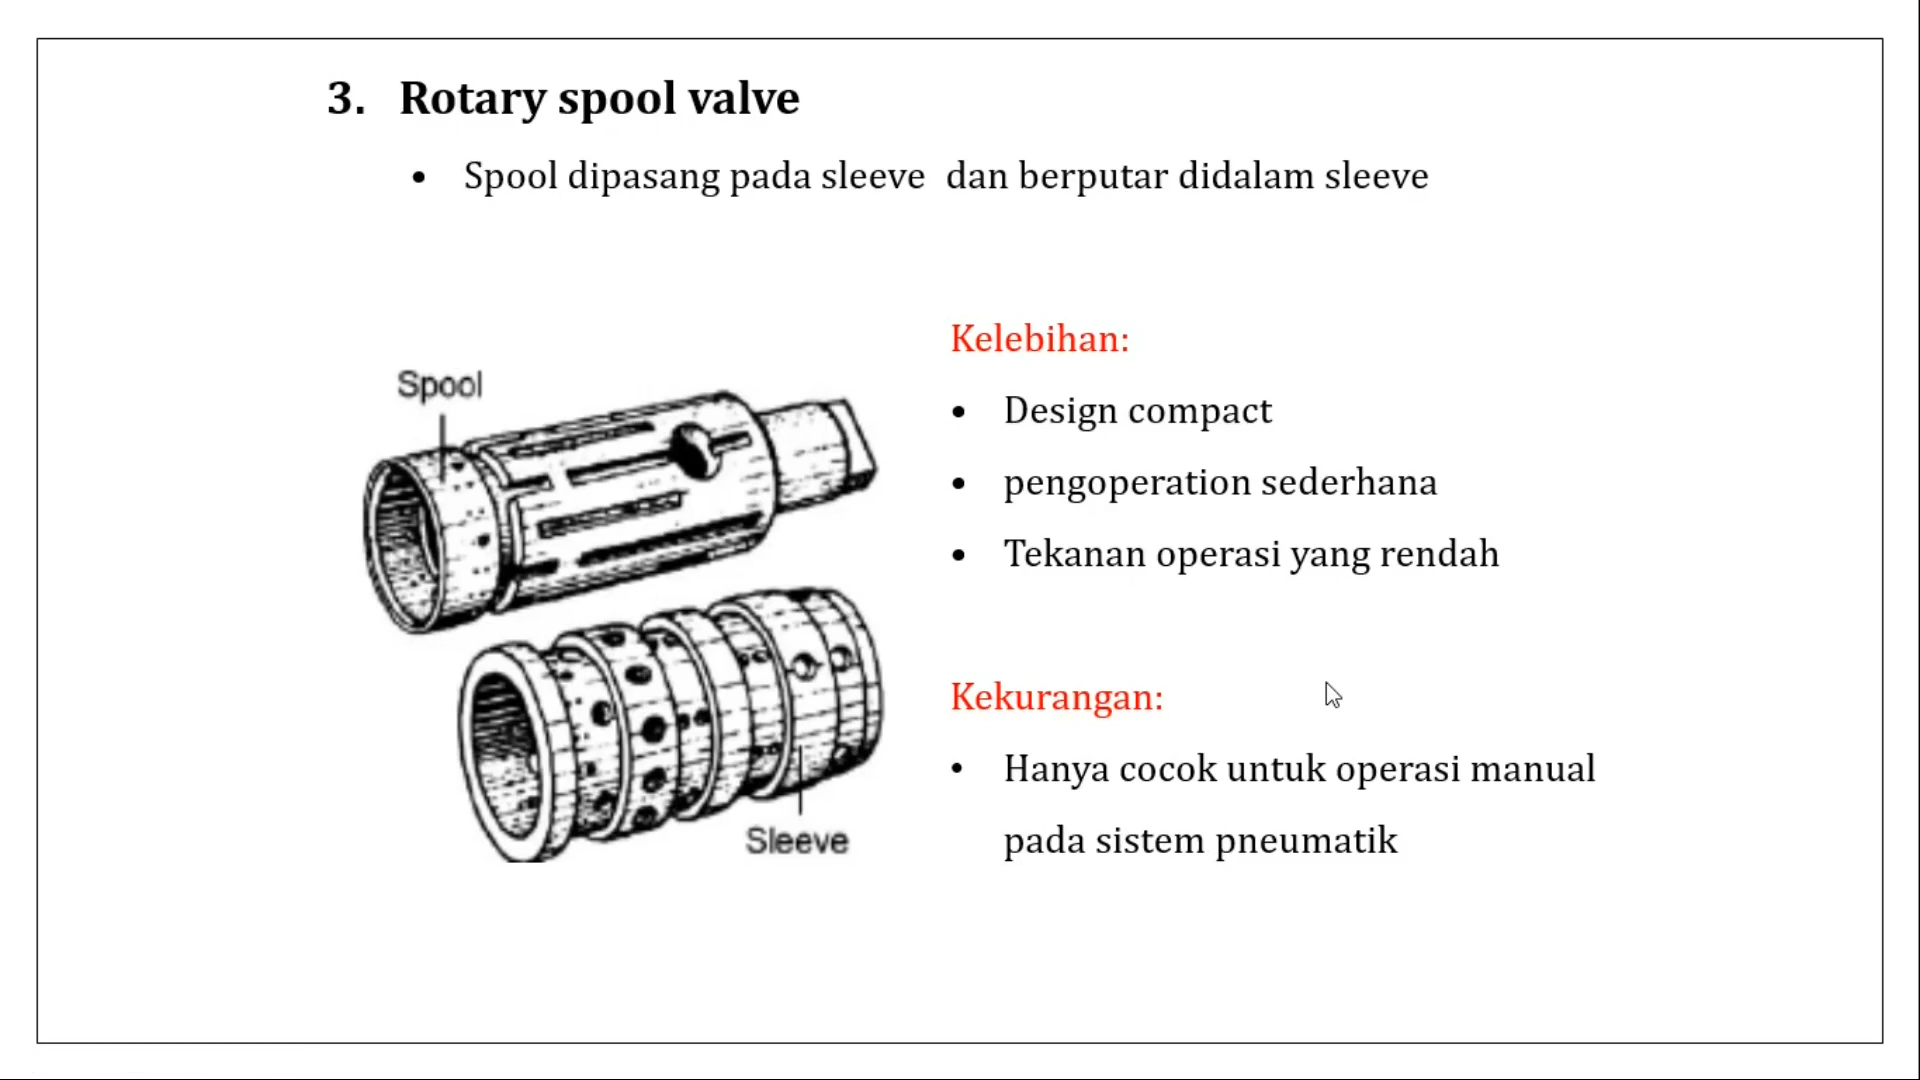 3. Rotary spool valve
• Spool dipasang pada sleeve dan berputar didalam sleeve
Spool
Sleeve
Kelebihan:
• Design compact
• pengoperation sederhana
• Tekanan operasi yang rendah
Kekurangan:
• Hanya cocok untuk operasi manual
pada sistem pneumatik